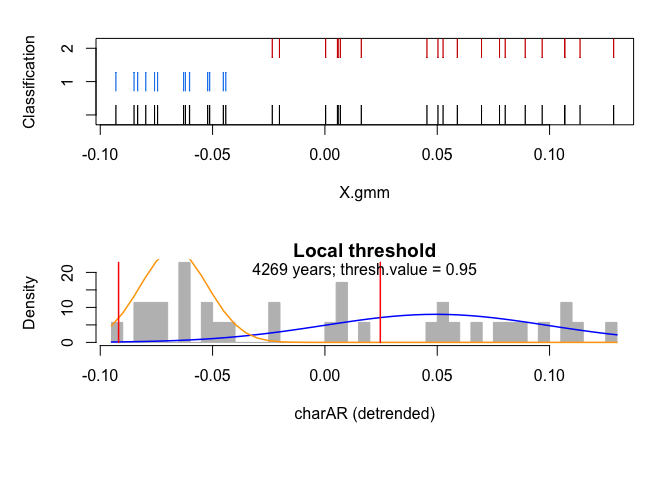 Classification
2
1
-0.10 -0.05 0.00 0.05 0.10
X.gmm
Local threshold
4269 years; thresh.value = 0.95
Density
20
10
0
-0.10 -0.05 0.00 0.05 0.10
charAR (detrended)